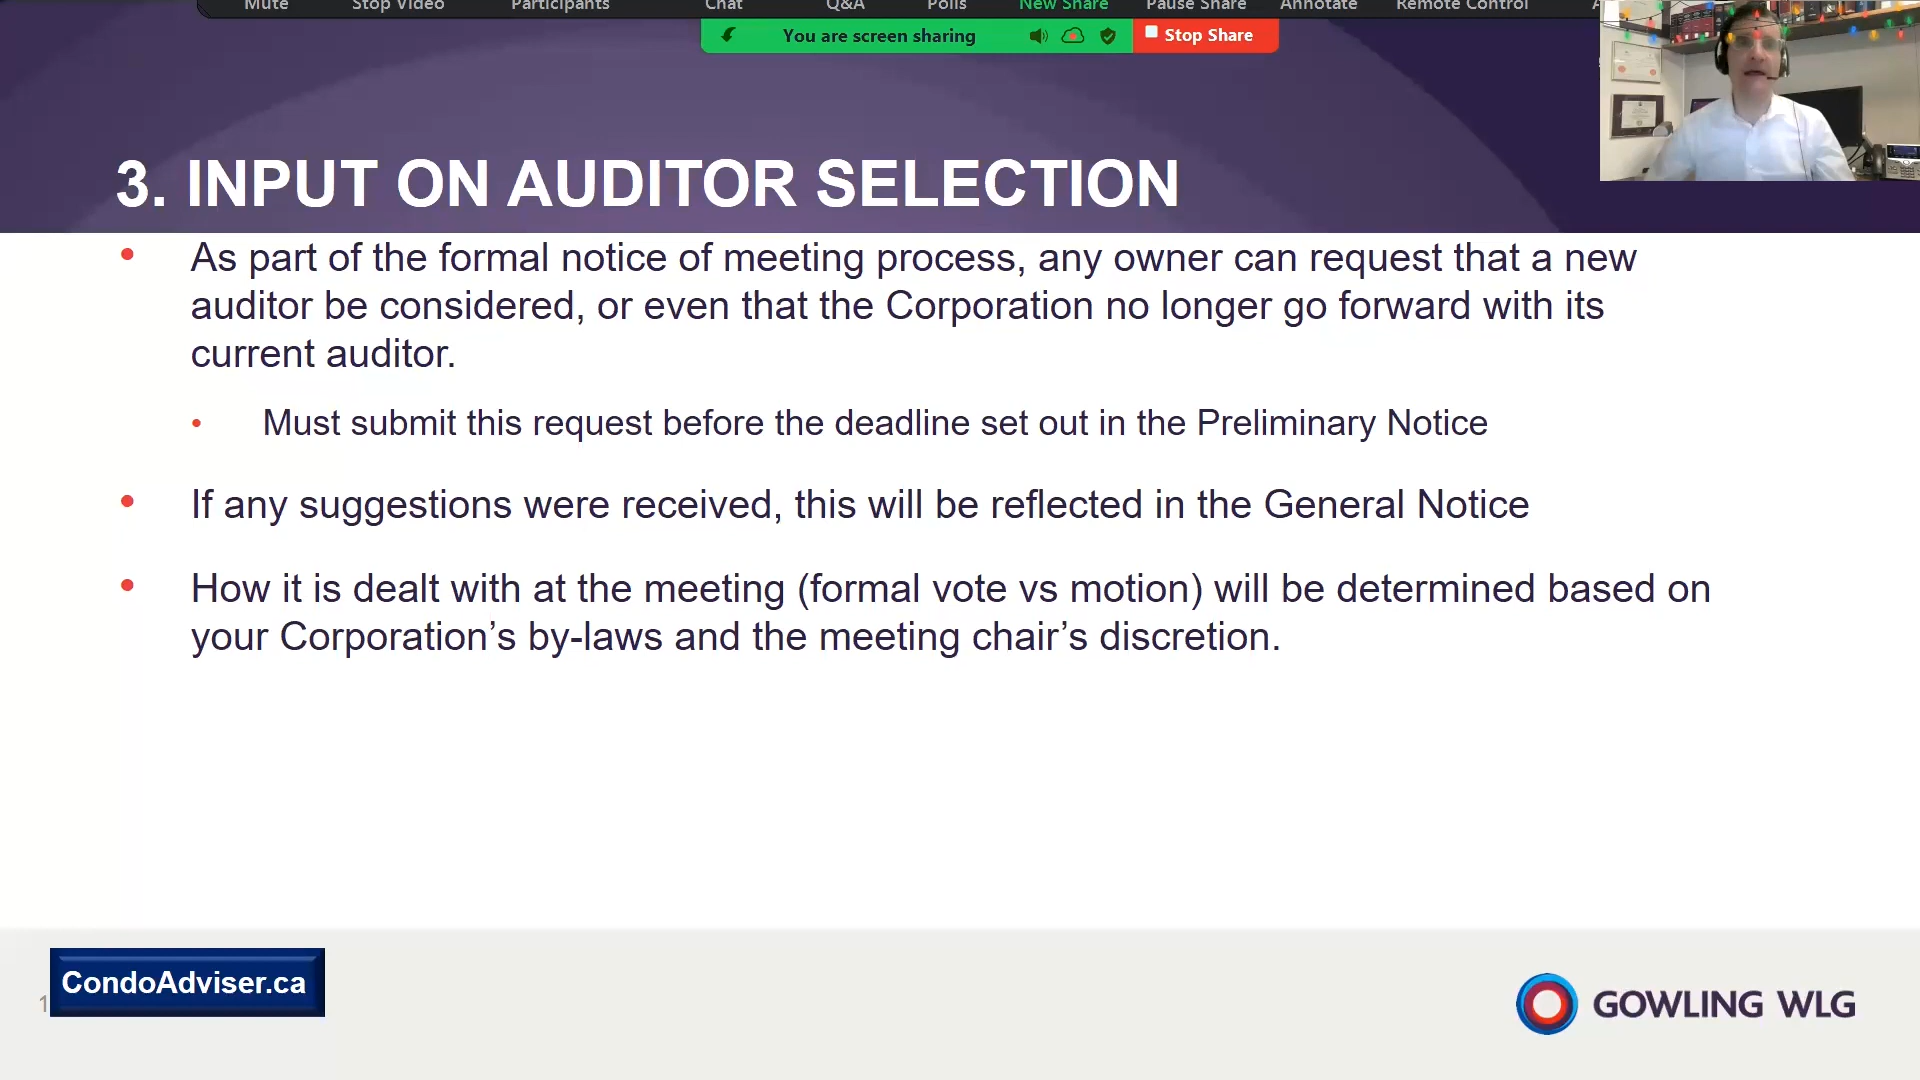 Mute Stop Video Participants Chat Q&A Polls New Share Pause Share Annotate Remote Control
You are screen sharing Stop Share
3. INPUT ON AUDITOR SELECTION
• As part of the formal notice of meeting process, any owner can request that a new
auditor be considered, or even that the Corporation no longer go forward with its
current auditor.
• Must submit this request before the deadline set out in the Preliminary Notice
• If any suggestions were received, this will be reflected in the General Notice
• How it is dealt with at the meeting (formal vote vs motion) will be determined based on
your Corporation’s by-laws and the meeting chair’s discretion.
CondoAdviser.ca
GOWLING WLG